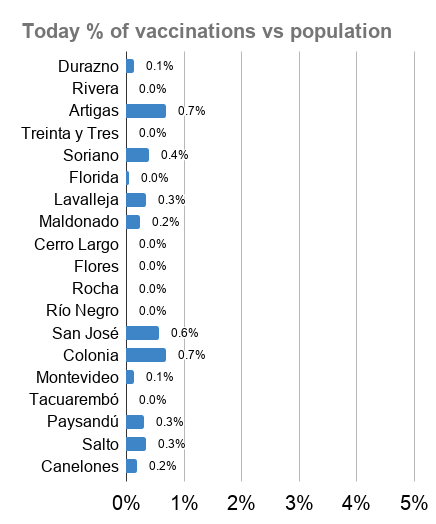 Today % of vaccinations vs population
Durazno 0.1%
Rivera 0.0%
Artigas 0.7%
Treinta y Tres 0.0%
Soriano 0.4%
Florida 0.0%
Lavalleja 0.3%
Maldonado 0.2%
Cerro Largo 0.0%
Flores 0.0%
Rocha 0.0%
Río Negro 0.0%
San José 0.6%
Colonia 0.7%
Montevideo 0.1%
Tacuarembó 0.0%
Paysandú 0.3%
Salto 0.3%
Canelones 0.2%
0% 1% 2% 3% 4% 5%